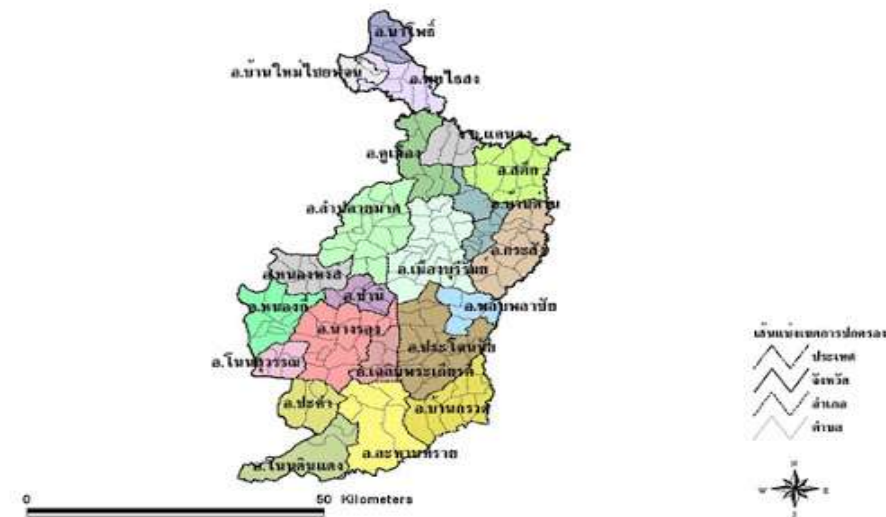 อ.นาโพธิ์
อ.บ้านใหม่ไชยพจน์
อ.พุทไธสง
อ.แคนดง
อ.คูเมือง
อ.สตึก
อ.บ้านด่าน
อ.ลำปลายมาศ
อ.กระสัง
อ.เมืองบุรีรัมย์
อ.หนองหงส์
อ.ชำนิ
อ.พลับพลาชัย
อ.หนองกี่
อ.นางรอง
อ.ประโคนชัย
เส้นแบ่งเขตการปกครอง
อ.โนนสุวรรณ
อ.เฉลิมพระเกียรติ
ประเทศ
จังหวัด
อ.ปะคำ
อ.บ้านกรวด
อำเภอ
ตำบล
อ.ละหานทราย
อ.โนนดินแดง
N
W E
S
0 50 Kilometers